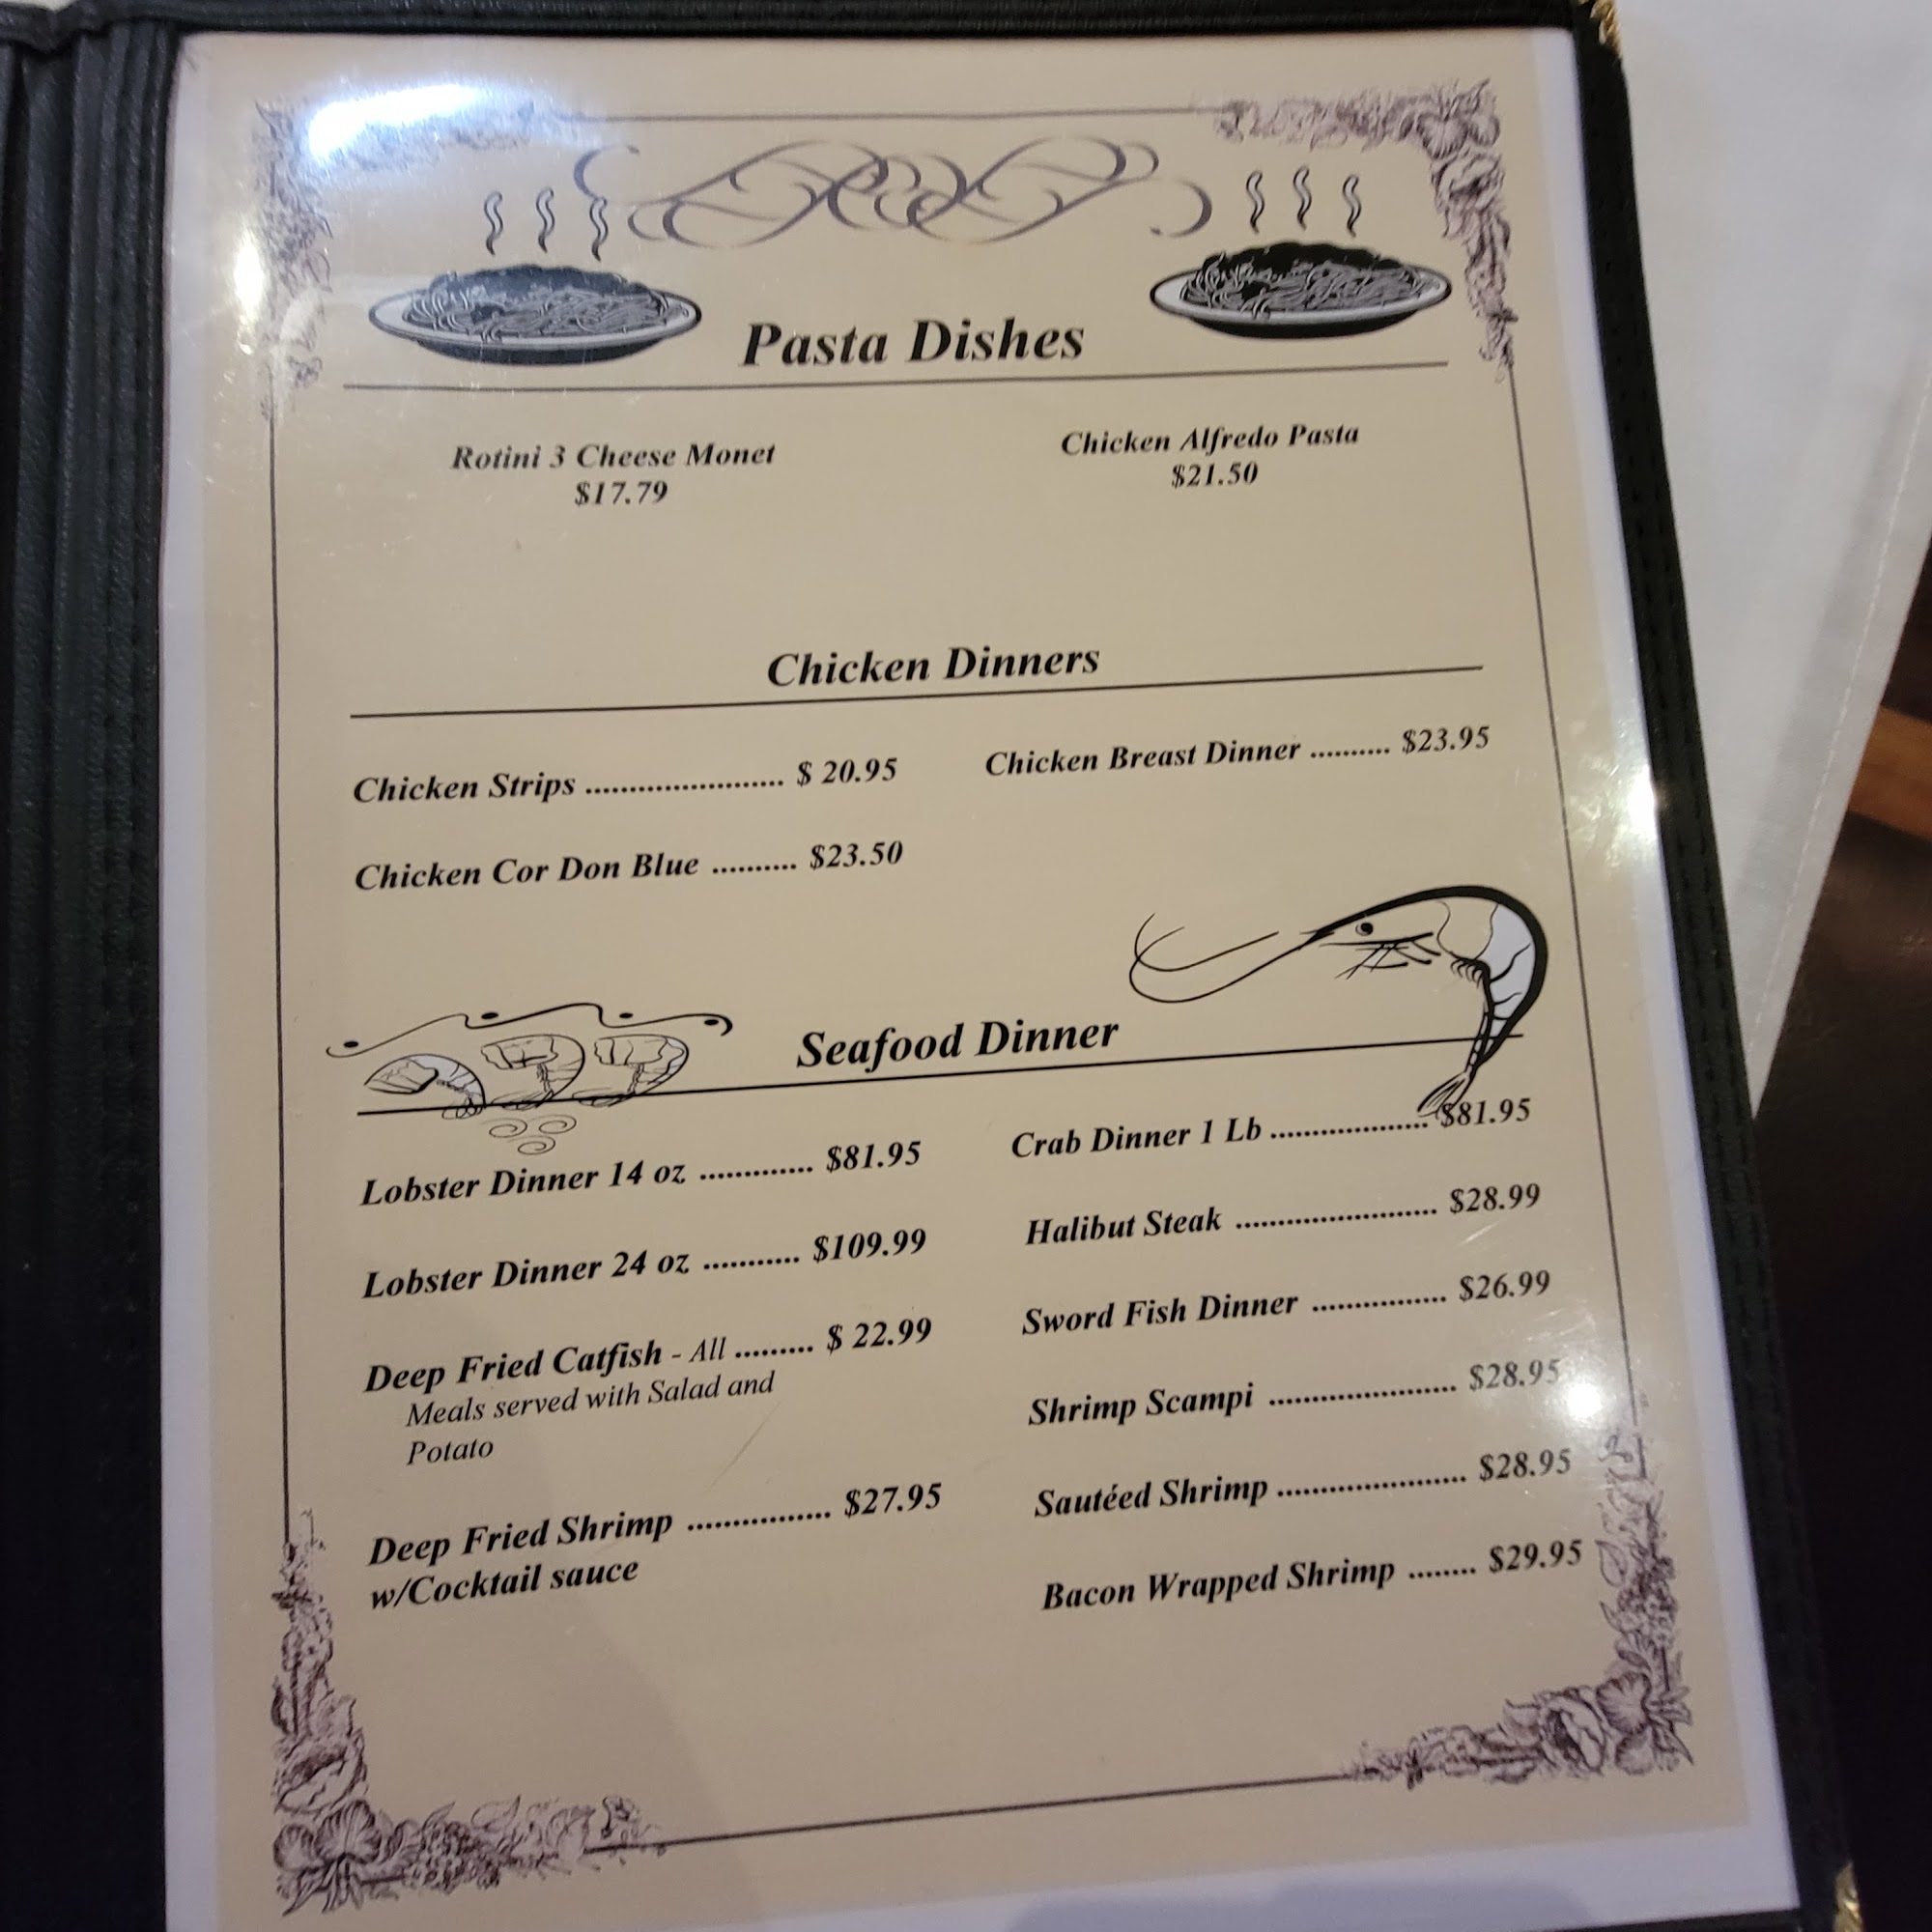 Pasta Dishes
Rotini 3 Cheese Monet
$17.79
Chicken Alfredo Pasta
$21.50
Chicken Dinners
Chicken Strips ....................... $ 20.95
Chicken Cor Don Blue .......... $23.50
Chicken Breast Dinner .......... $23.95
Seafood Dinner
Lobster Dinner 14 oz ............. $81.95
Lobster Dinner 24 oz ........... $109.99
Deep Fried Catfish - All ......... $ 22.99
Meals served with Salad and
Potato
Deep Fried Shrimp ................ $27.95
w/Cocktail sauce
Crab Dinner 1 Lb ................... $81.95
Halibut Steak ........................ $28.99
Sword Fish Dinner ................ $26.99
Shrimp Scampi ...................... $28.95
Sautéed Shrimp ...................... $28.95
Bacon Wrapped Shrimp ........ $29.95